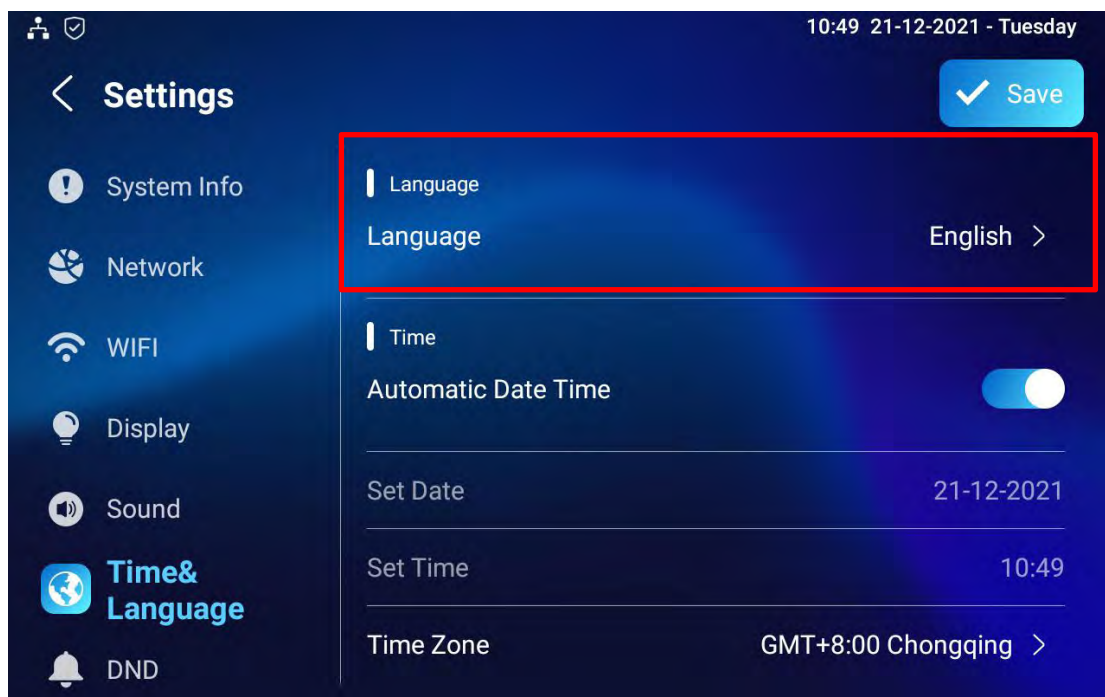 10:49 21-12-2021 - Tuesday
Settings
Save
System Info
Network
WIFI
Display
Sound
Time&
Language
DND
Language
Language English
Time
Automatic Date Time
Set Date 21-12-2021
Set Time 10:49
Time Zone GMT+8:00 Chongqing